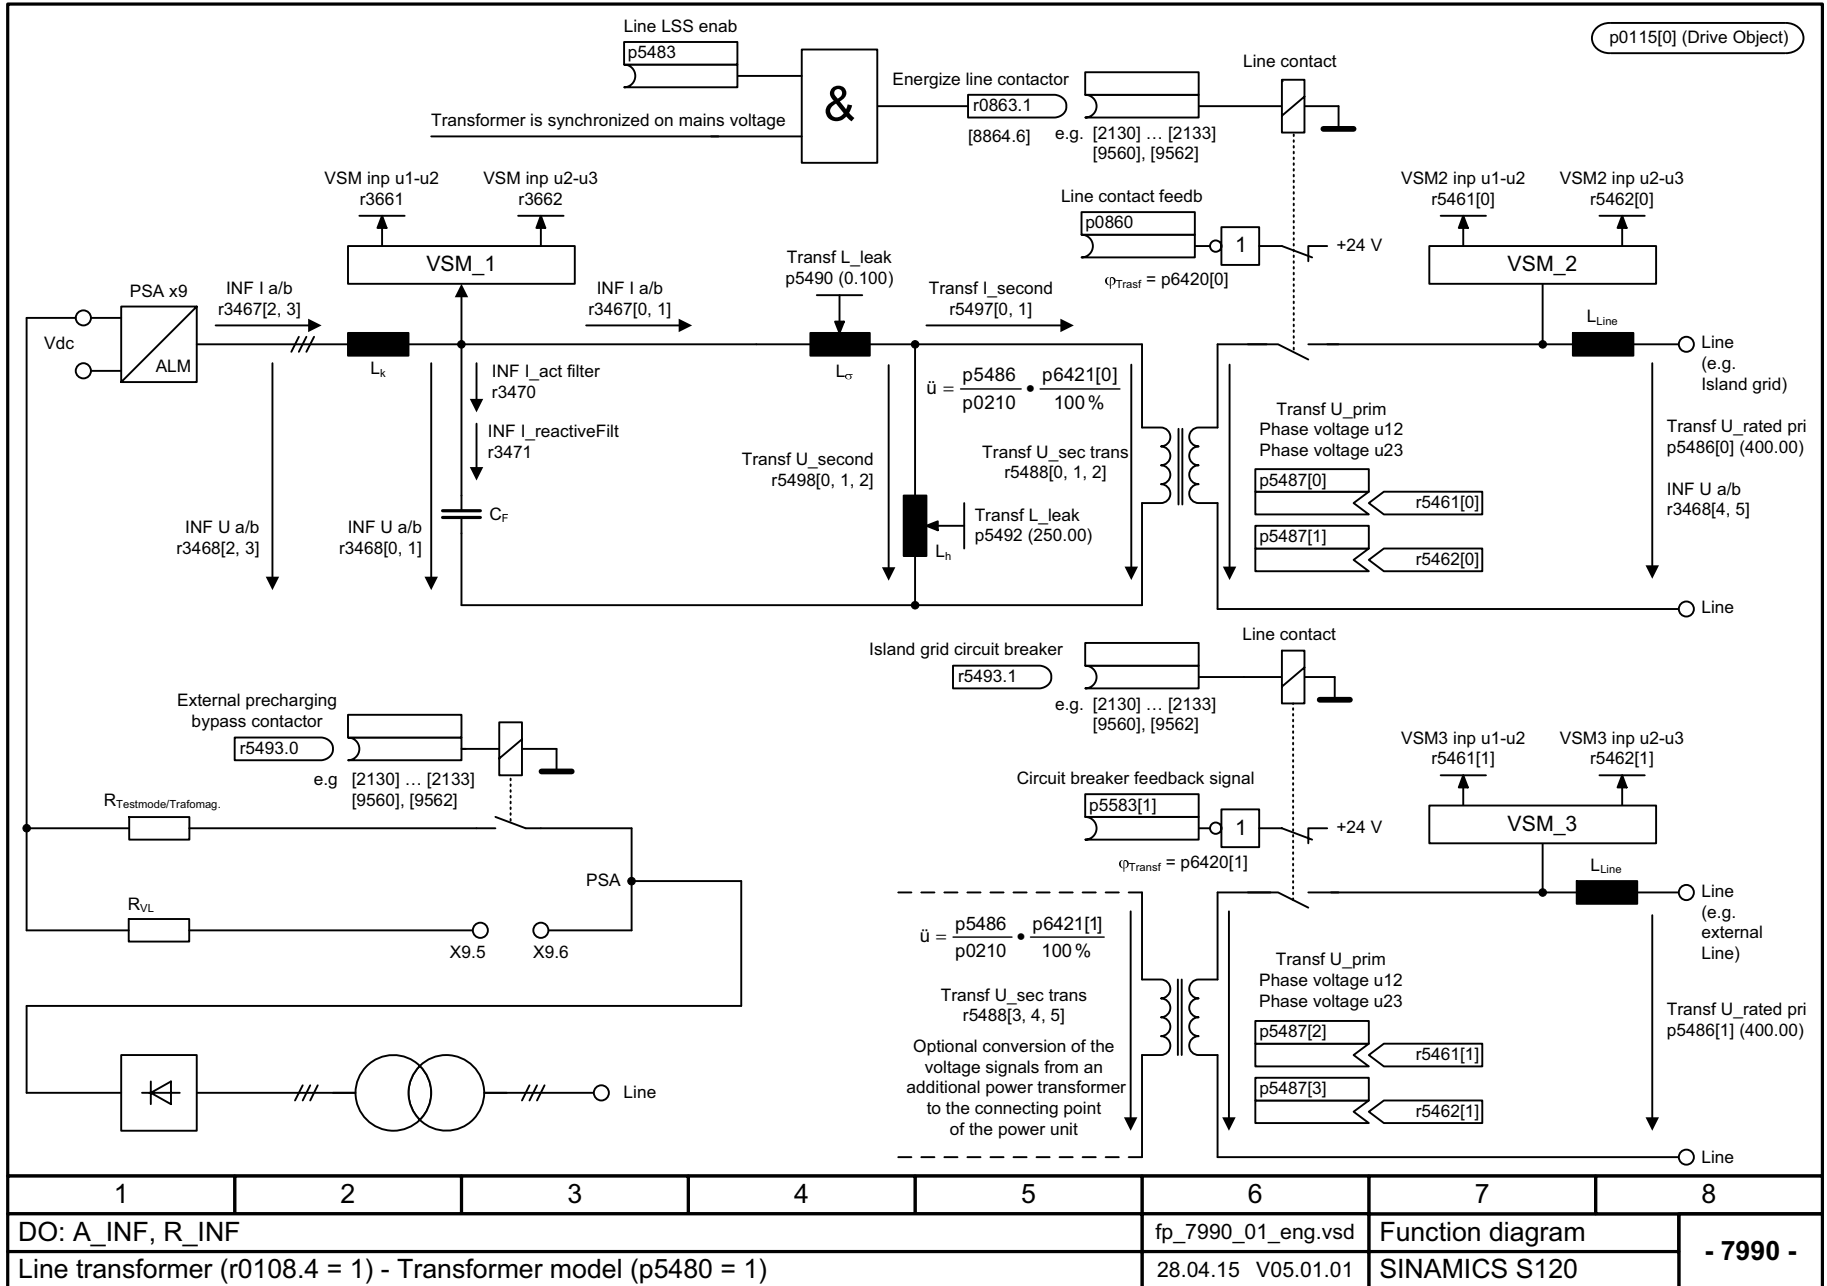 Line LSS enab
p5483
p0115[0] (Drive Object)
&
Transformer is synchronized on mains voltage
Energize line contactor
r0863.1
[8864.6]
e.g. [2130] … [2133]
[9560], [9562]
Line contact
VSM inp u1-u2
r3661
VSM inp u2-u3
r3662
VSM_1
Line contact feedb
p0860
1
+24 V
φTrasf = p6420[0]
VSM2 inp u1-u2
r5461[0]
VSM2 inp u2-u3
r5462[0]
VSM_2
PSA x9
Vdc
ALM
INF I a/b
r3467[2, 3]
Lk
INF I a/b
r3467[0, 1]
Transf L_leak
p5490 (0.100)
Lσ
Transf I_second
r5497[0, 1]
LLine
Line
(e.g.
Island grid)
INF I_act filter
r3470
INF I_reactiveFilt
r3471
CF
INF U a/b
r3468[2, 3]
INF U a/b
r3468[0, 1]
Transf U_second
r5498[0, 1, 2]
ü = p5486 / p0210 • p6421[0] / 100 %
Transf U_sec trans
r5488[0, 1, 2]
Transf L_leak
p5492 (250.00)
Lh
Transf U_prim
Phase voltage u12
Phase voltage u23
p5487[0]
r5461[0]
p5487[1]
r5462[0]
Transf U_rated pri
p5486[0] (400.00)
INF U a/b
r3468[4, 5]
Line
Island grid circuit breaker
r5493.1
e.g. [2130] … [2133]
[9560], [9562]
Line contact
External precharging
bypass contactor
r5493.0
e.g [2130] … [2133]
[9560], [9562]
RTestmode/Trafomag.
PSA
RVL
X9.5
X9.6
Line
Circuit breaker feedback signal
p5583[1]
1
+24 V
φTransf = p6420[1]
VSM3 inp u1-u2
r5461[1]
VSM3 inp u2-u3
r5462[1]
VSM_3
LLine
Line
(e.g.
external
Line)
ü = p5486 / p0210 • p6421[1] / 100 %
Transf U_sec trans
r5488[3, 4, 5]
Optional conversion of the
voltage signals from an
additional power transformer
to the connecting point
of the power unit
Transf U_prim
Phase voltage u12
Phase voltage u23
p5487[2]
r5461[1]
p5487[3]
r5462[1]
Transf U_rated pri
p5486[1] (400.00)
Line
1 2 3 4 5 6 7 8
DO: A_INF, R_INF
fp_7990_01_eng.vsd
Function diagram
- 7990 -
Line transformer (r0108.4 = 1) - Transformer model (p5480 = 1)
28.04.15 V05.01.01
SINAMICS S120